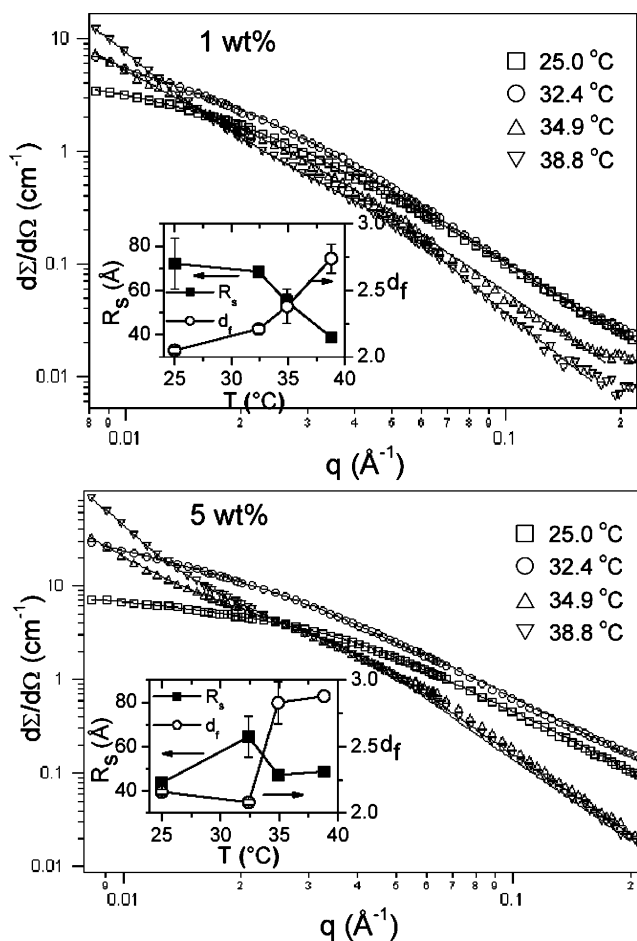 1 wt%
25.0 °C
32.4 °C
34.9 °C
38.8 °C
dΣ/dΩ (cm⁻¹)
10
1
0.1
0.01
R_s (Å)
80
60
40
R_s
d_f
3.0
2.5
2.0
d_f
25 30 35 40
T (°C)
8 9 2 3 4 5 6 7 8 9 2
0.01 0.1
q (Å⁻¹)
5 wt%
25.0 °C
32.4 °C
34.9 °C
38.8 °C
dΣ/dΩ (cm⁻¹)
10
1
0.1
0.01
R_s (Å)
80
60
40
R_s
d_f
3.0
2.5
2.0
d_f
25 30 35 40
T (°C)
9 2 3 4 5 6 7 8 9 2
0.01 0.1
q (Å⁻¹)